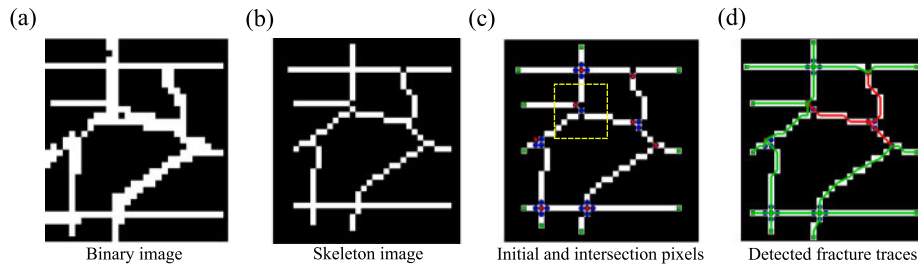 (a) (b) (c) (d)
Binary image Skeleton image Initial and intersection pixels Detected fracture traces